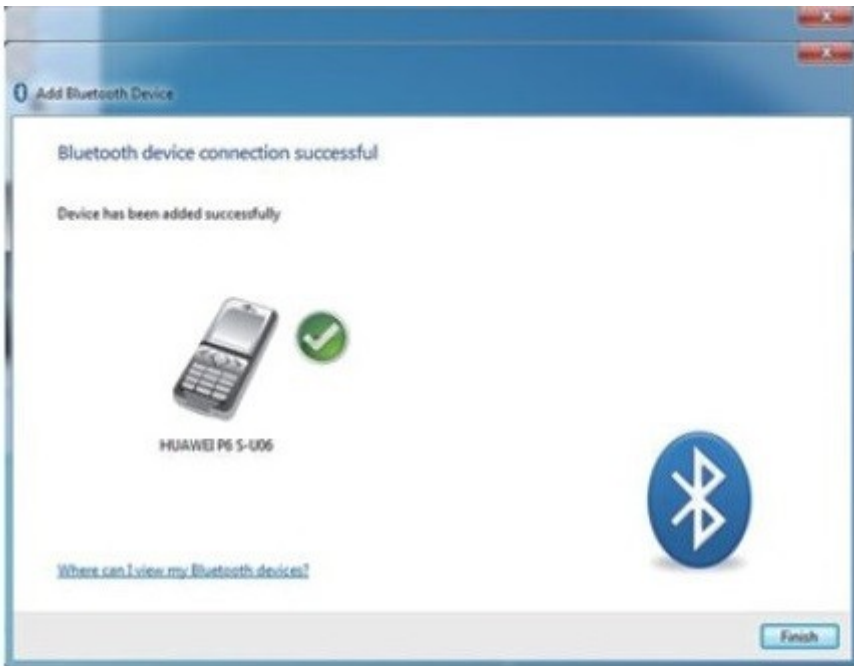 Add Bluetooth Device
Bluetooth device connection successful
Device has been added successfully
HUAWEI P6 S-U06
Where can I view my Bluetooth devices?
Finish